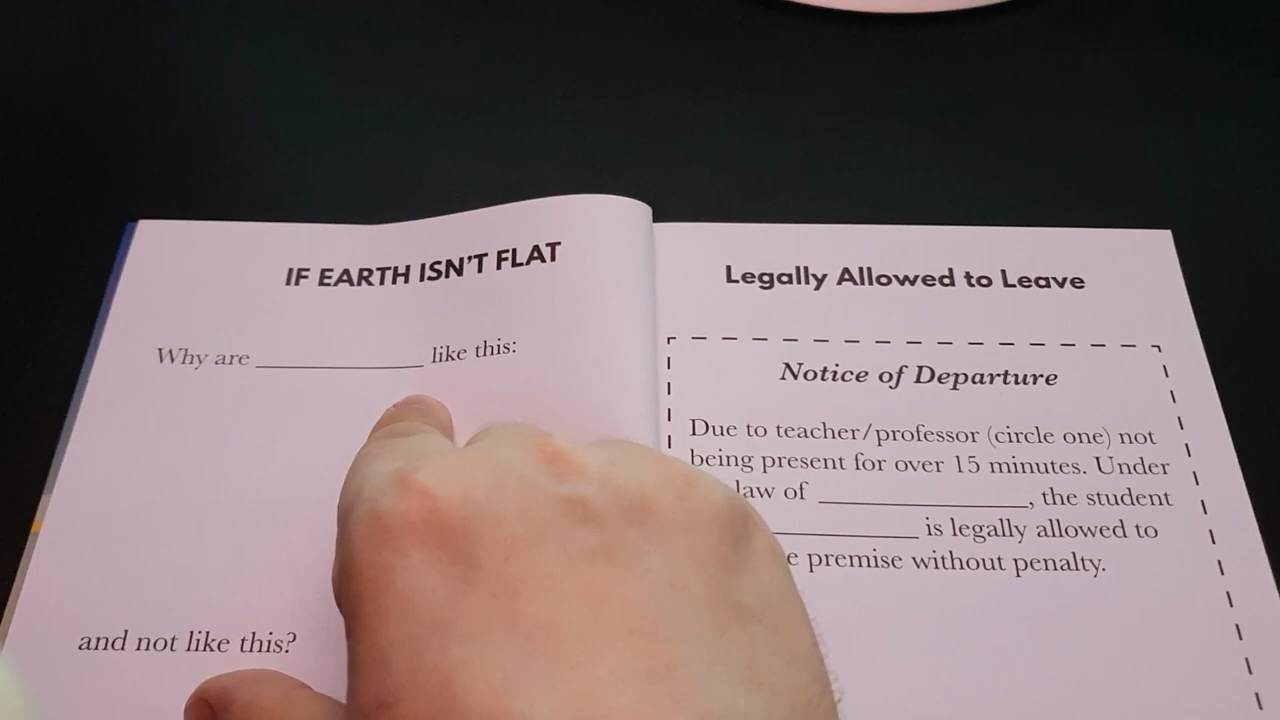 IF EARTH ISN'T FLAT
Why are ____________ like this:
and not like this?
Legally Allowed to Leave
Notice of Departure
Due to teacher/professor (circle one) not
being present for over 15 minutes. Under
law of ____________, the student
____________ is legally allowed to
premise without penalty.